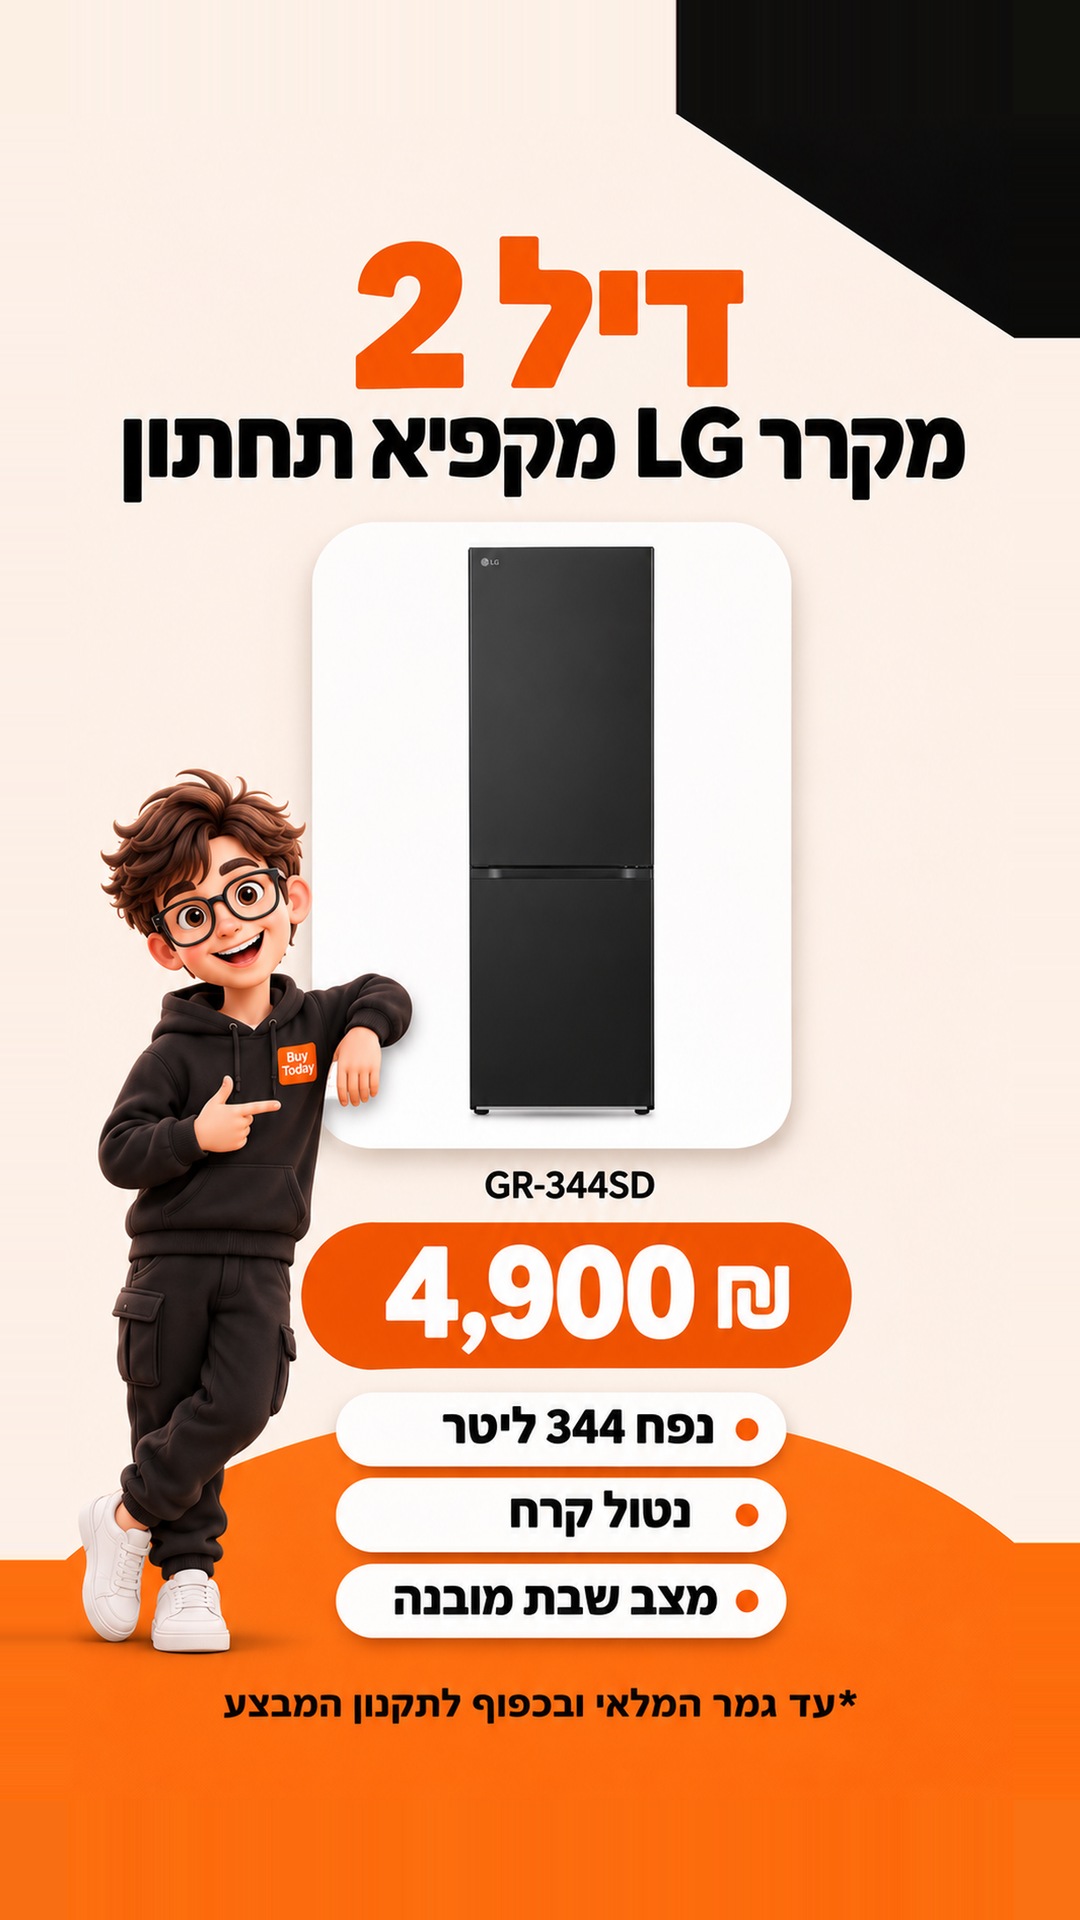 דיל 2
מקרר LG מקפיא תחתון
LG
Buy
Today
GR-344SD
4,900 ₪
נפח 344 ליטר
נטול קרח
מצב שבת מובנה
*עד גמר המלאי ובכפוף לתקנון המבצע